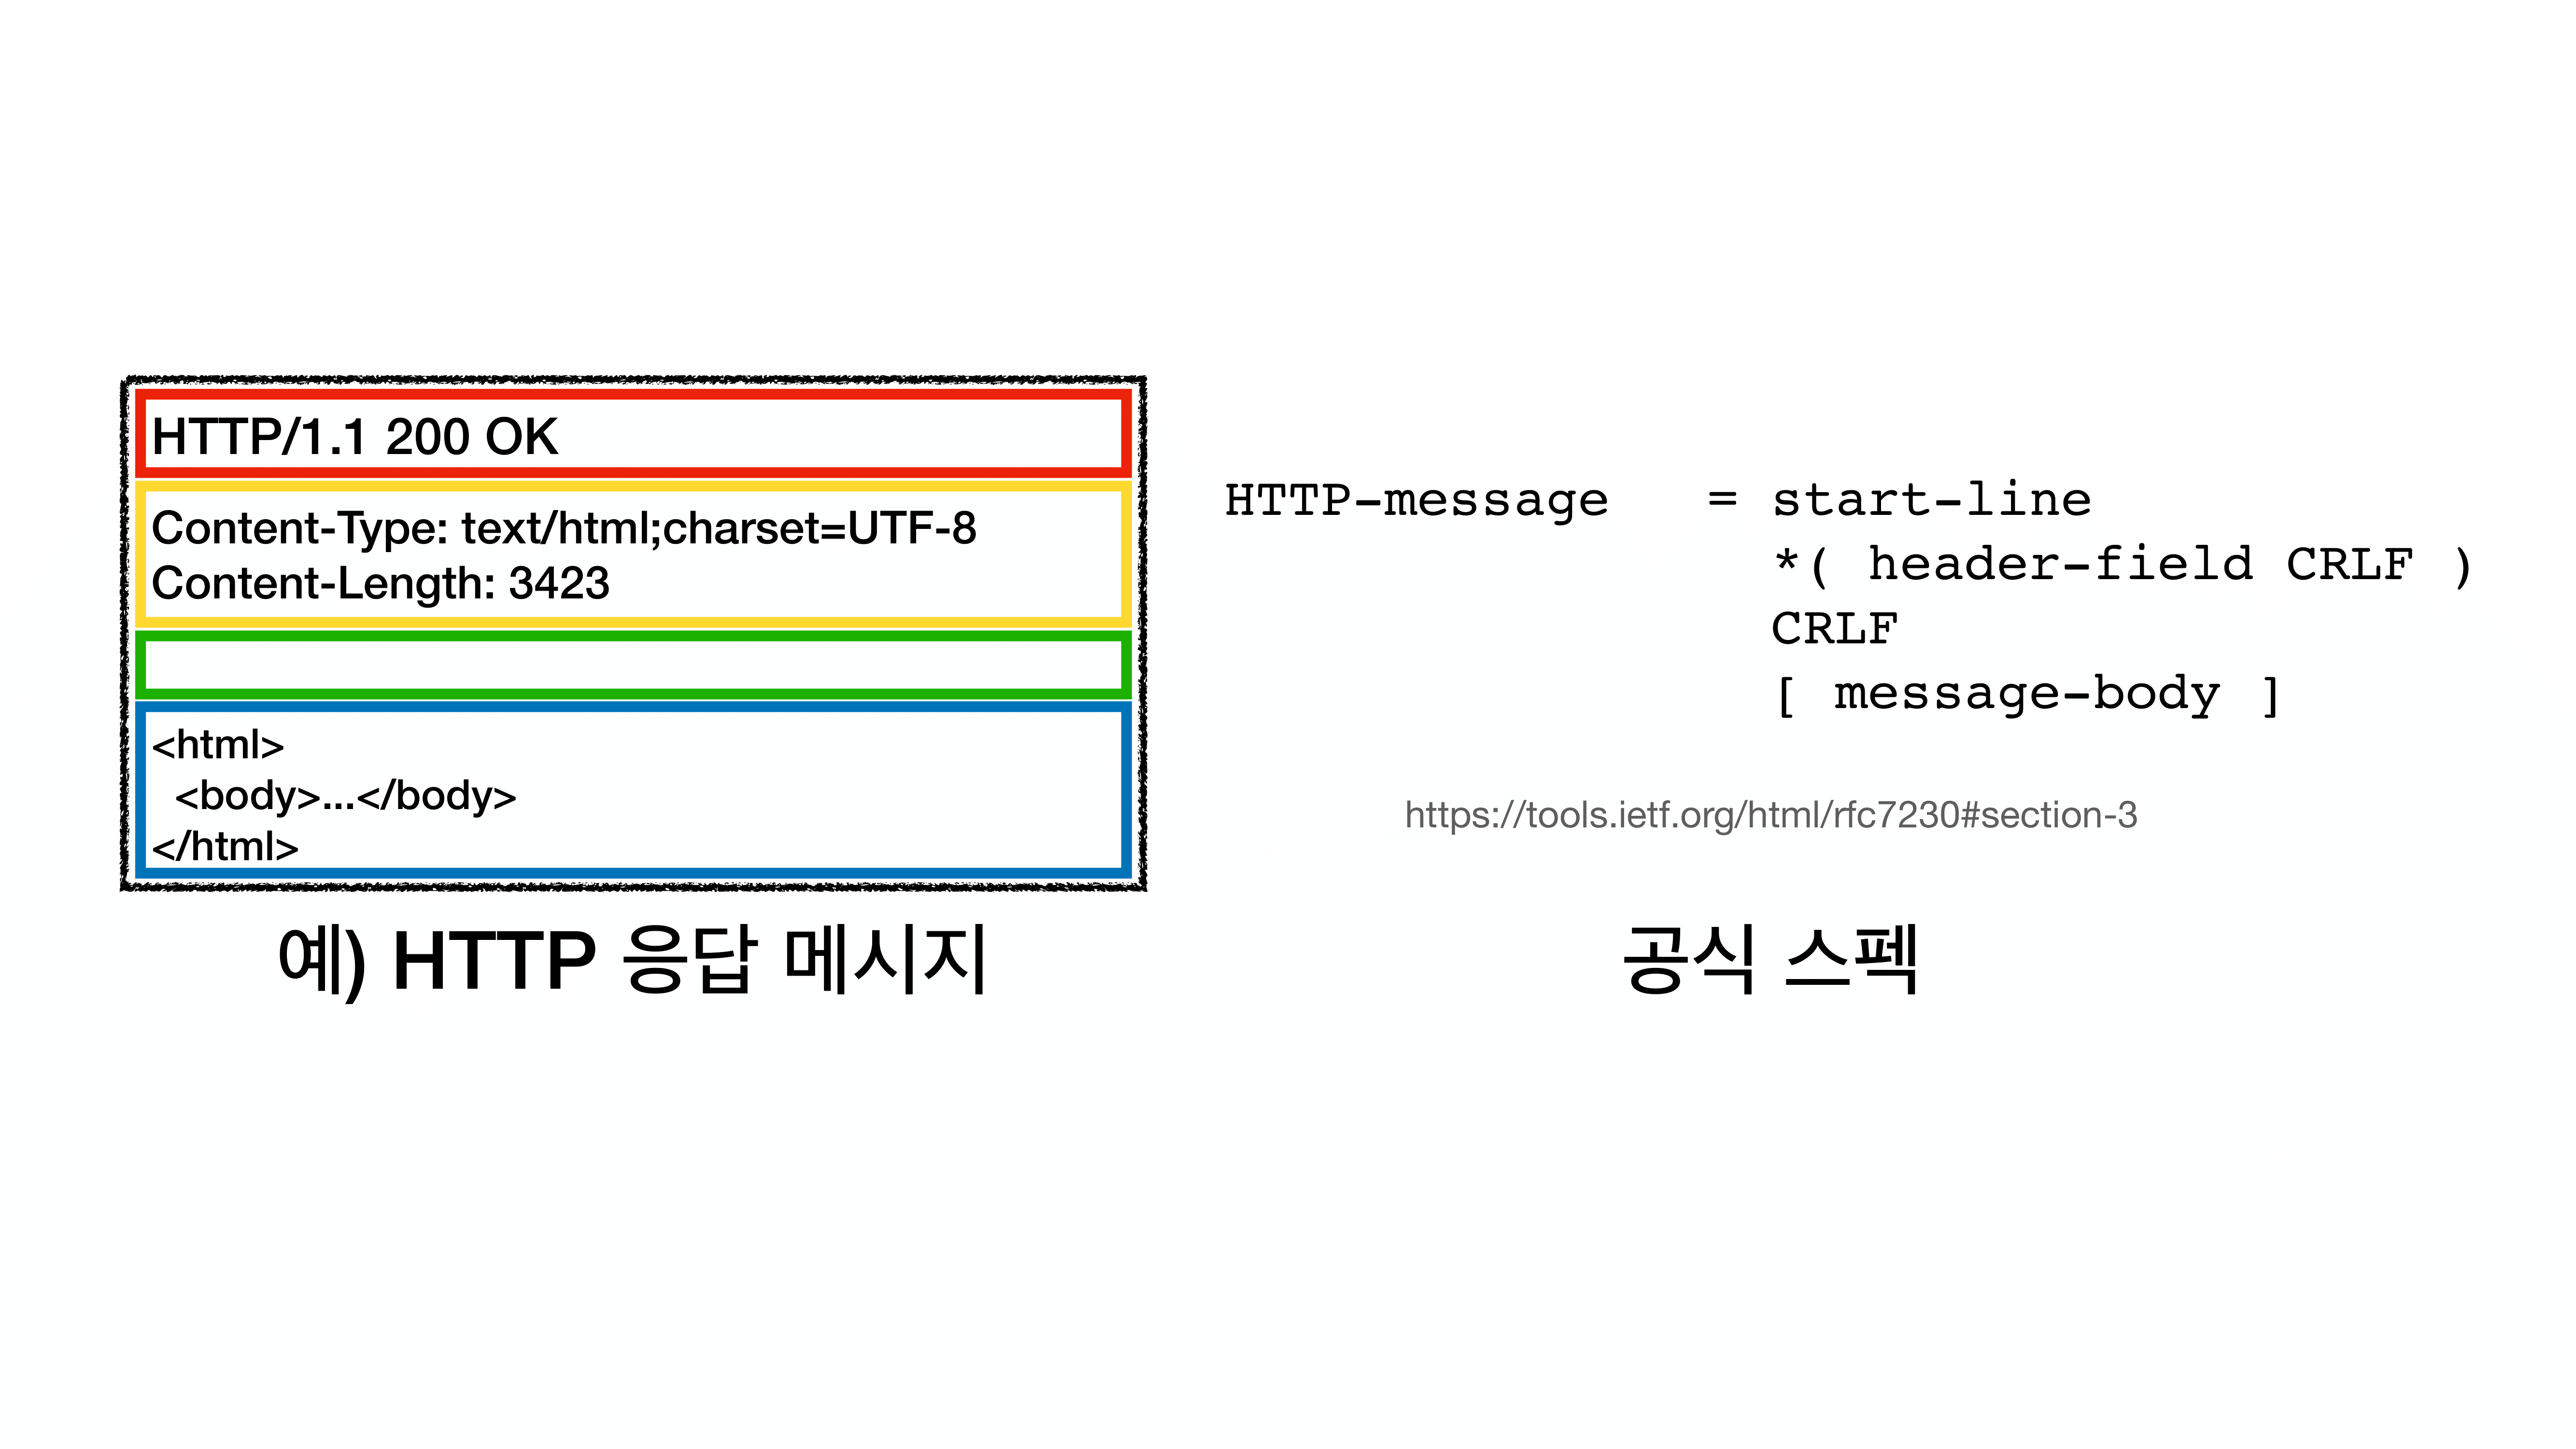 HTTP/1.1 200 OK
Content-Type: text/html;charset=UTF-8
Content-Length: 3423
<html>
  <body>...</body>
</html>
예) HTTP 응답 메시지
HTTP-message   = start-line
*( header-field CRLF )
CRLF
[ message-body ]
https://tools.ietf.org/html/rfc7230#section-3
공식 스펙